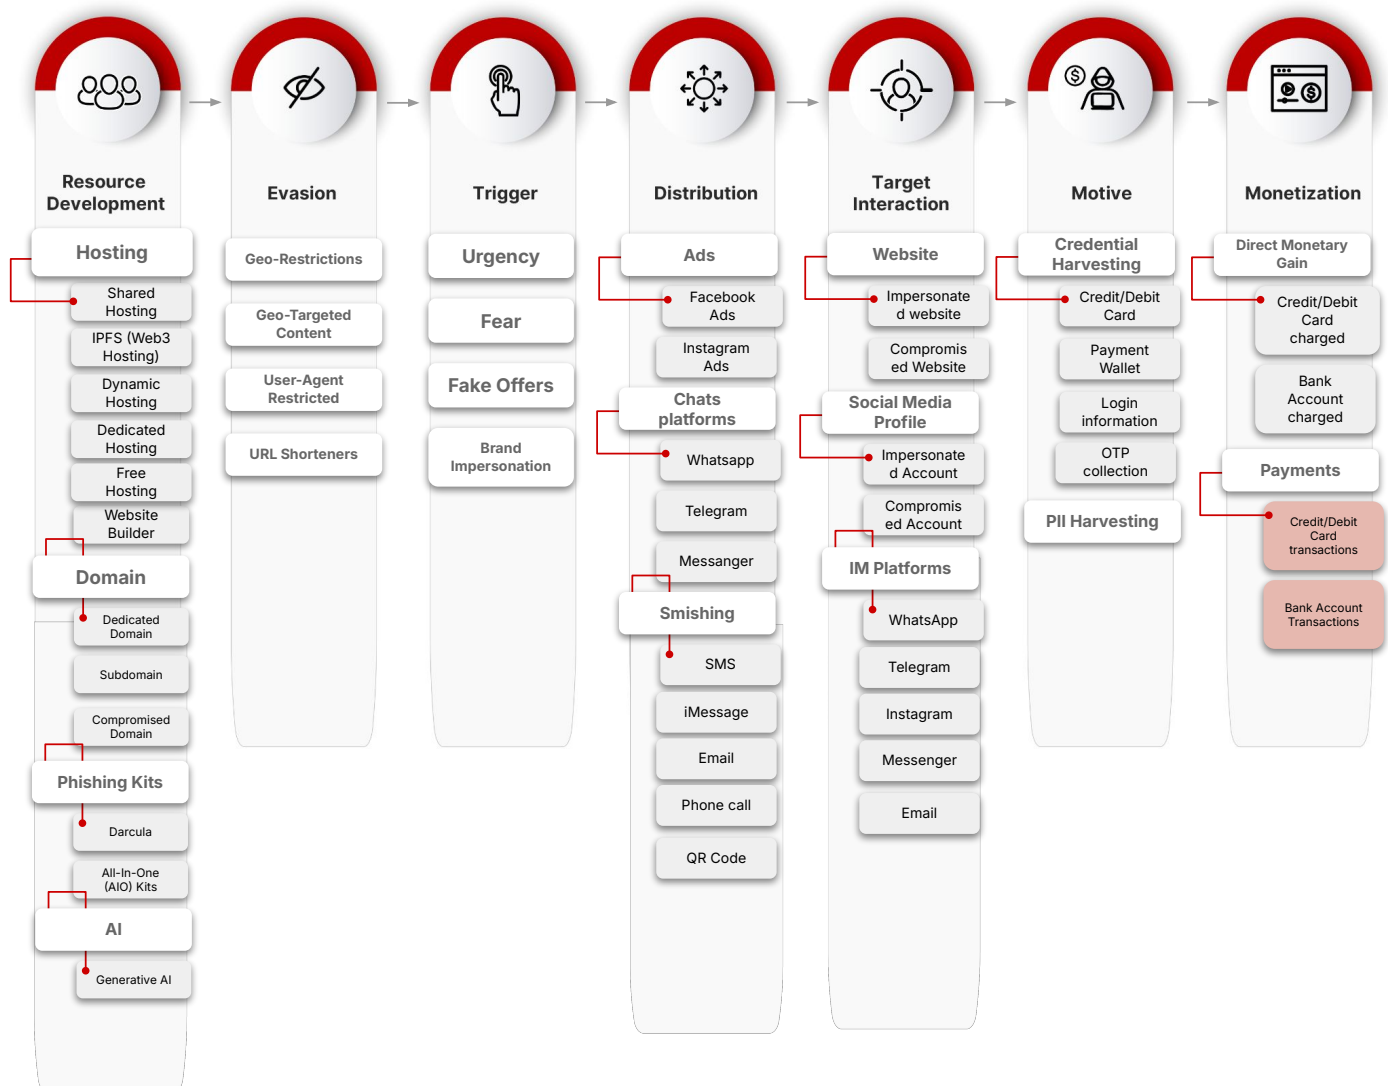 Resource
Development
Hosting
Shared
Hosting
IPFS (Web3
Hosting)
Dynamic
Hosting
Dedicated
Hosting
Free
Hosting
Website
Builder
Domain
Dedicated
Domain
Subdomain
Compromised
Domain
Phishing Kits
Darcula
All-In-One
(AIO) Kits
AI
Generative AI
Evasion
Geo-Restrictions
Geo-Targeted
Content
User-Agent
Restricted
URL Shorteners
Trigger
Urgency
Fear
Fake Offers
Brand
Impersonation
Distribution
Ads
Facebook
Ads
Instagram
Ads
Chats
platforms
Whatsapp
Telegram
Messanger
Smishing
SMS
iMessage
Email
Phone call
QR Code
Target
Interaction
Website
Impersonate
d website
Compromis
ed Website
Social Media
Profile
Impersonate
d Account
Compromis
ed Account
IM Platforms
WhatsApp
Telegram
Instagram
Messenger
Email
Motive
Credential
Harvesting
Credit/Debit
Card
Payment
Wallet
Login
information
OTP
collection
PII Harvesting
Monetization
Direct Monetary
Gain
Credit/Debit
Card
charged
Bank
Account
charged
Payments
Credit/Debit
Card
transactions
Bank Account
Transactions